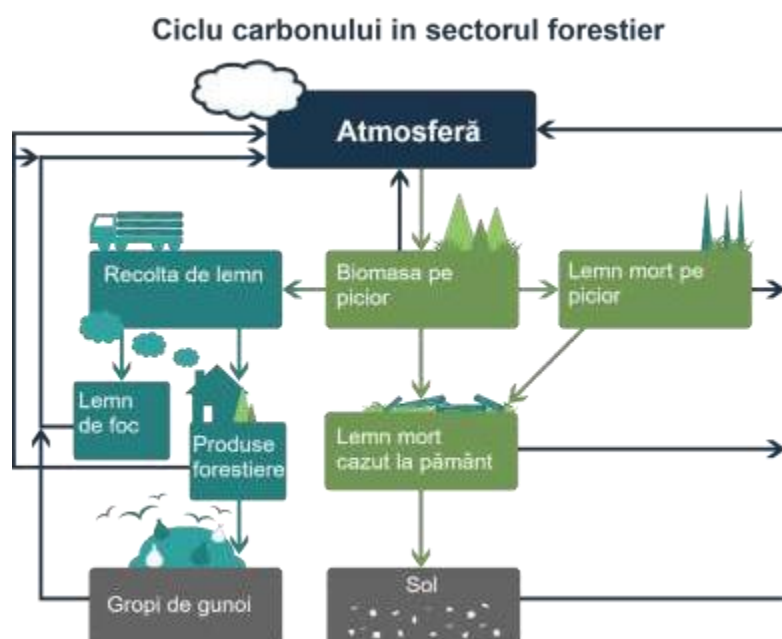 Ciclu carbonului in sectorul forestier
Atmosferă
Recolta de lemn
Biomasa pe
picior
Lemn mort pe
picior
Lemn
de foc
Produse
forestiere
Lemn mort
cazut la pământ
Gropi de gunoi
Sol